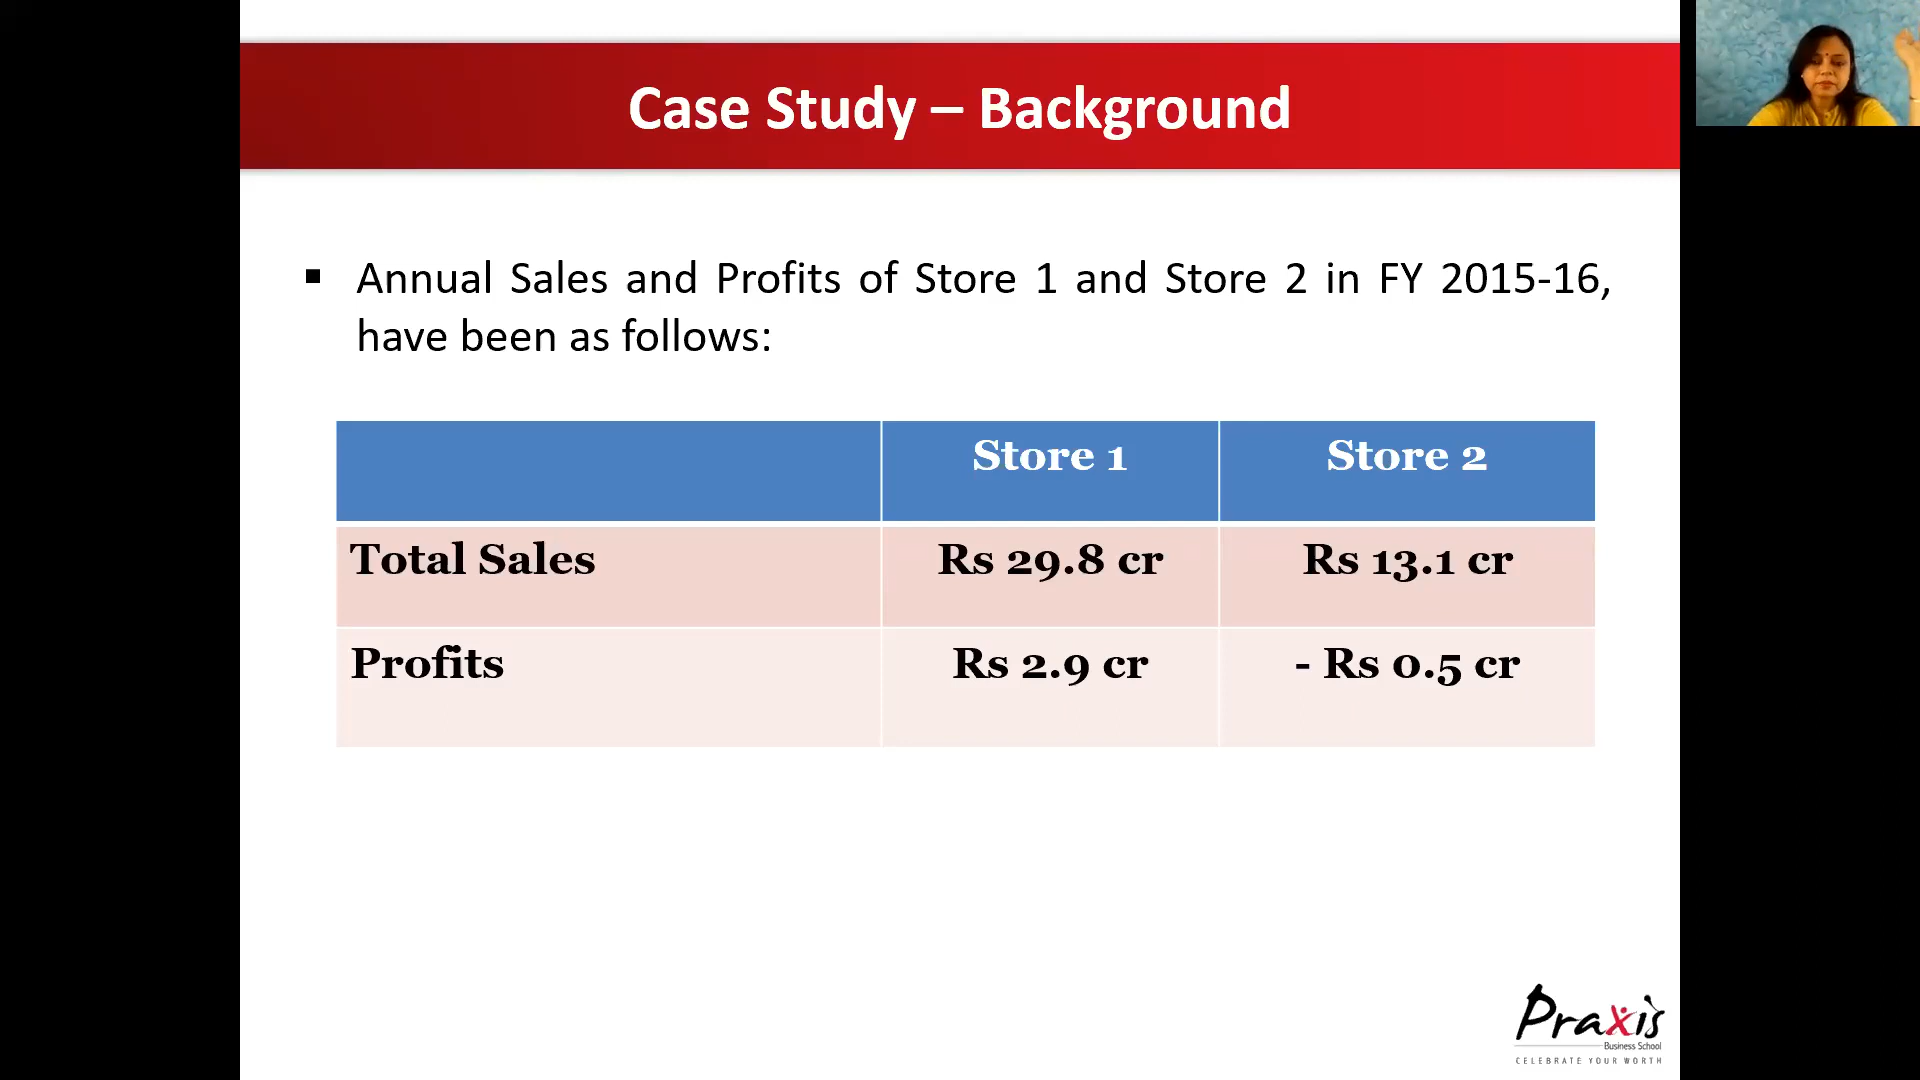 Case Study – Background
▪ Annual Sales and Profits of Store 1 and Store 2 in FY 2015-16,
have been as follows:
Store 1 Store 2
Total Sales Rs 29.8 cr Rs 13.1 cr
Profits Rs 2.9 cr - Rs 0.5 cr
Praxis
Business School
CELEBRATE YOUR WORTH